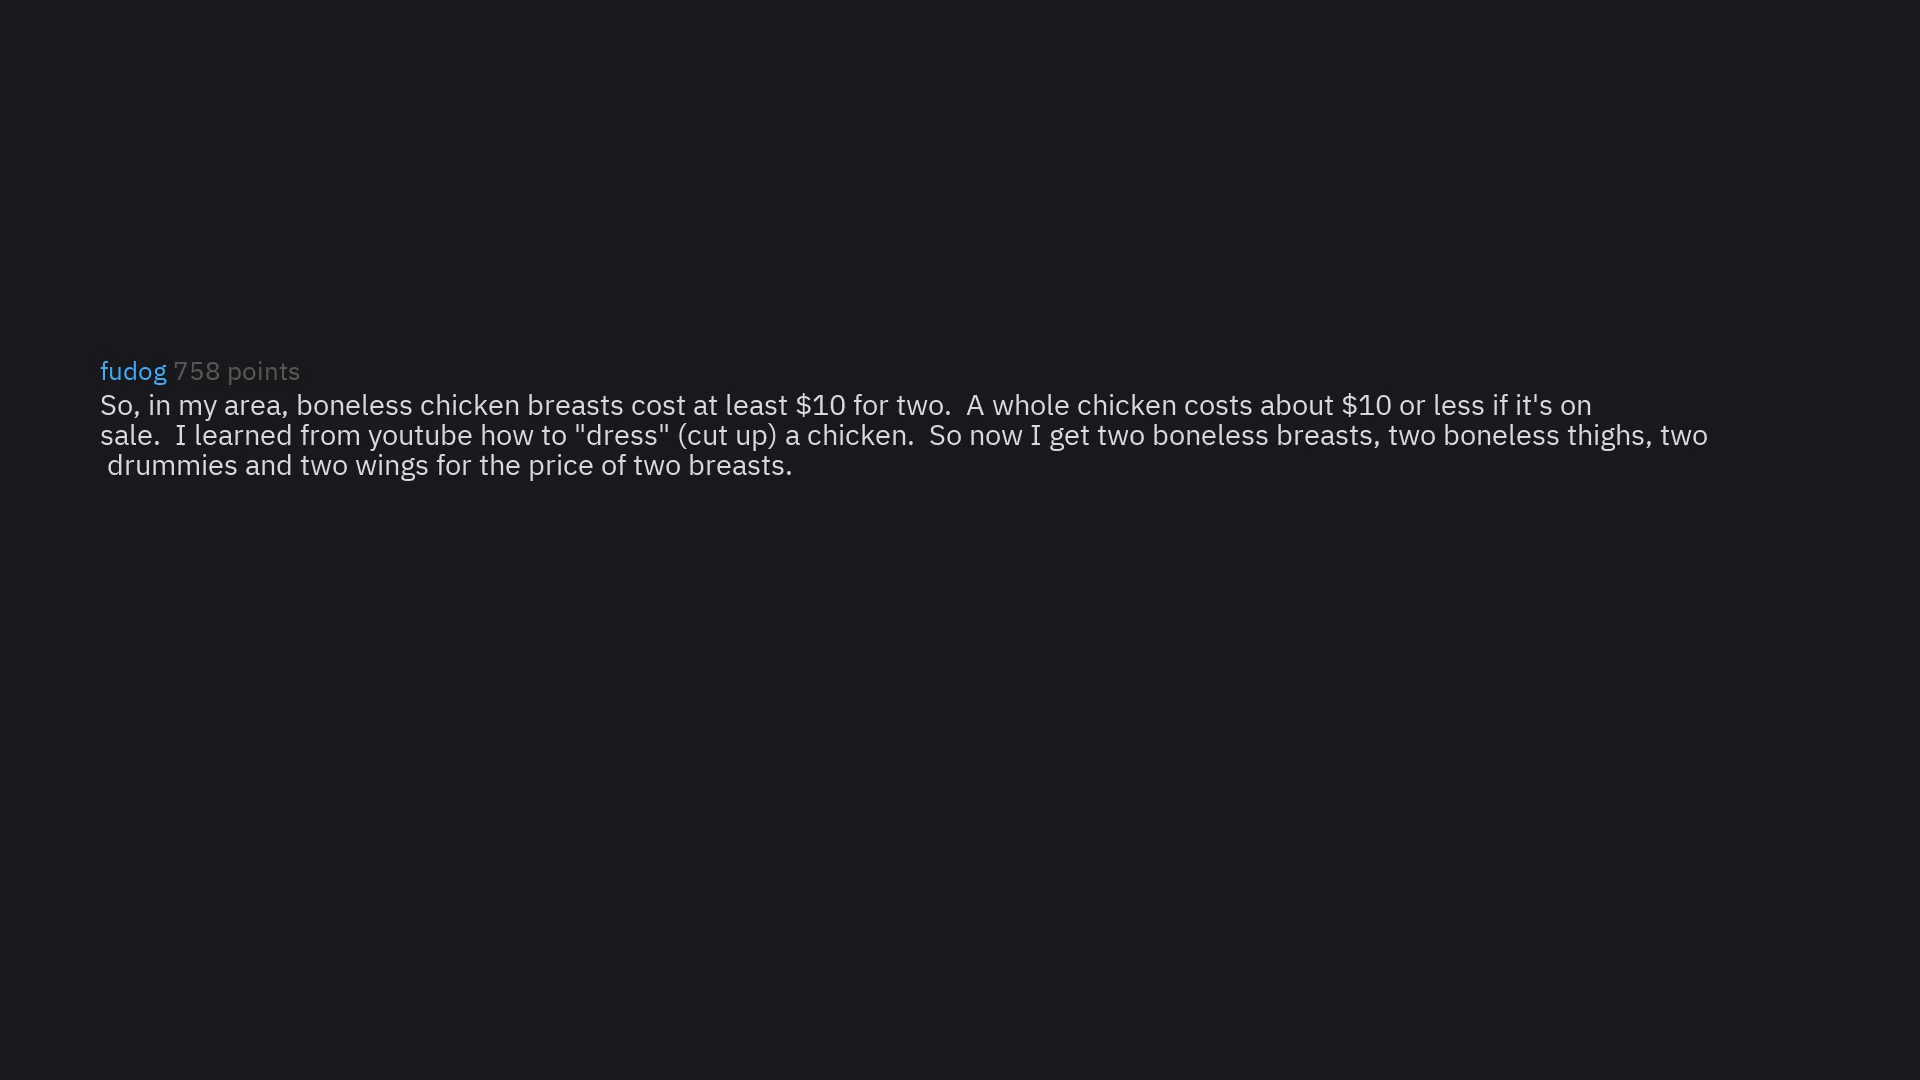 fudog 758 points
So, in my area, boneless chicken breasts cost at least $10 for two.  A whole chicken costs about $10 or less if it's on
sale.  I learned from youtube how to "dress" (cut up) a chicken.  So now I get two boneless breasts, two boneless thighs, two
drummies and two wings for the price of two breasts.